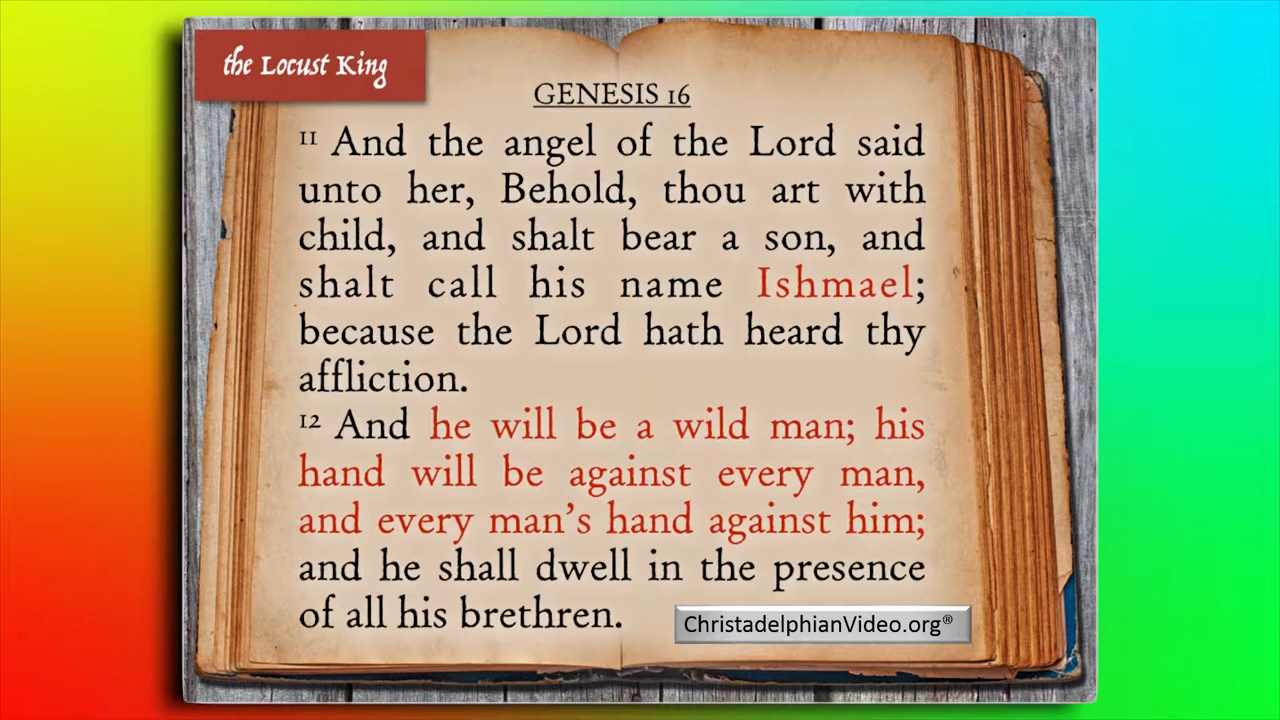 the Locust King
GENESIS 16
11 And the angel of the Lord said
unto her, Behold, thou art with
child, and shalt bear a son, and
shalt call his name Ishmael;
because the Lord hath heard thy
affliction.
12 And he will be a wild man; his
hand will be against every man,
and every man’s hand against him;
and he shall dwell in the presence
of all his brethren.
ChristadelphianVideo.org®